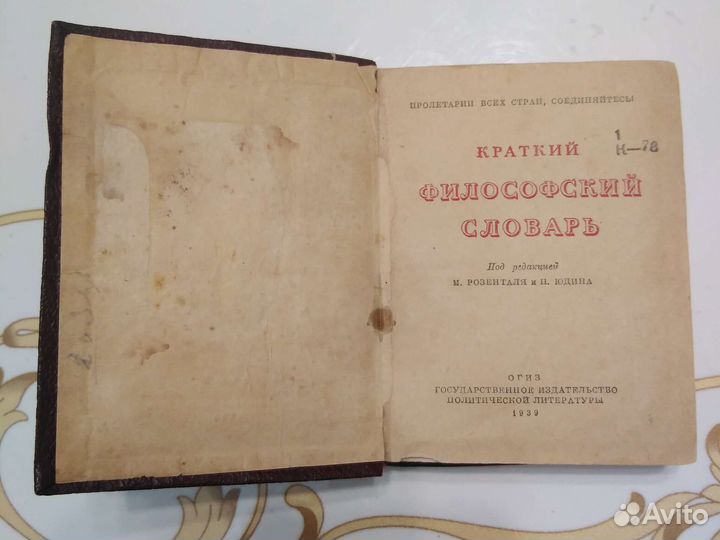 ПРОЛЕТАРИИ ВСЕХ СТРАН, СОЕДИНЯЙТЕСЬ!
1
Н—78
КРАТКИЙ
ФИЛОСОФСКИЙ
СЛОВАРЬ
Под редакцией
М. РОЗЕНТАЛЯ и П. ЮДИНА
ОГИЗ
ГОСУДАРСТВЕННОЕ ИЗДАТЕЛЬСТВО
ПОЛИТИЧЕСКОЙ ЛИТЕРАТУРЫ
1939
Avito